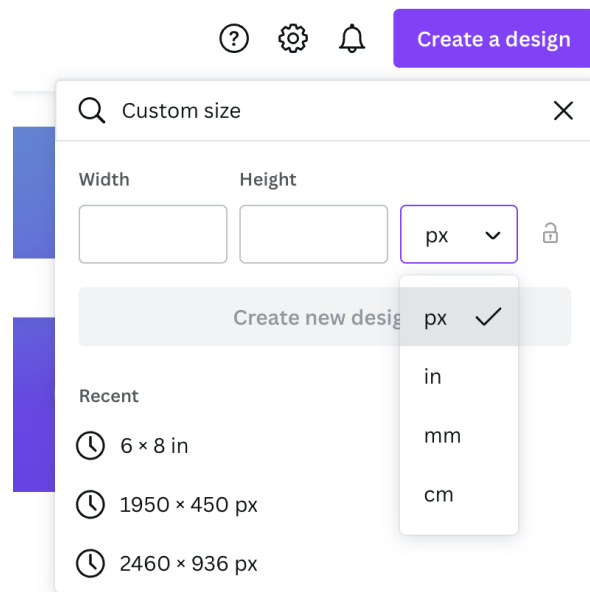 Create a design
Custom size
Width Height
px
Create new desig
px
in
mm
cm
Recent
6 × 8 in
1950 × 450 px
2460 × 936 px